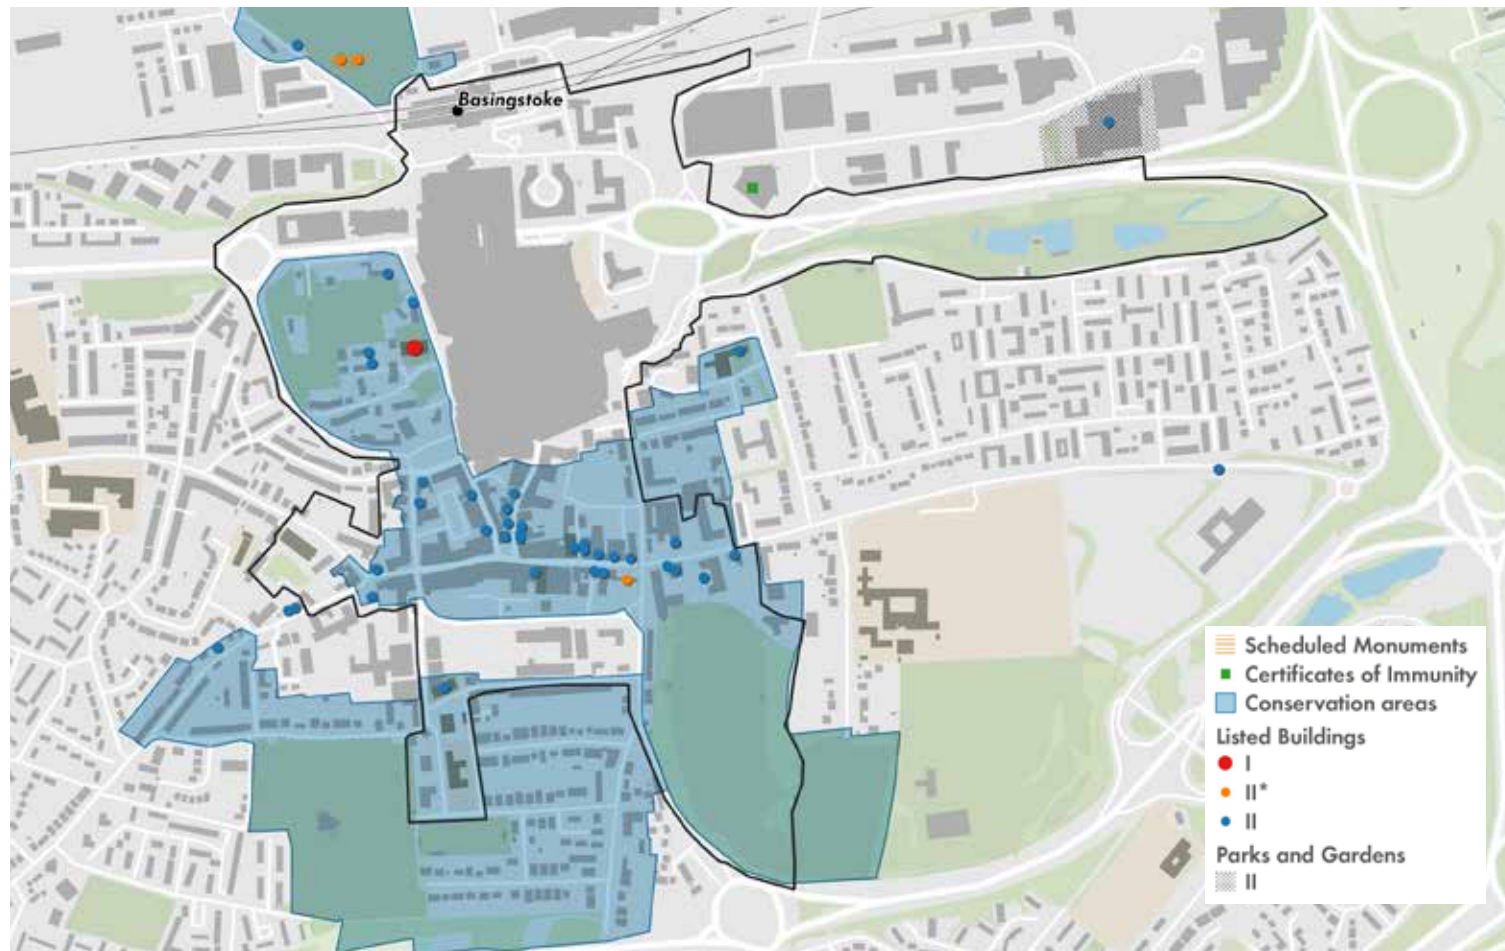 Basingstoke
Scheduled Monuments
Certificates of Immunity
Conservation areas
Listed Buildings
I
II*
II
Parks and Gardens
II